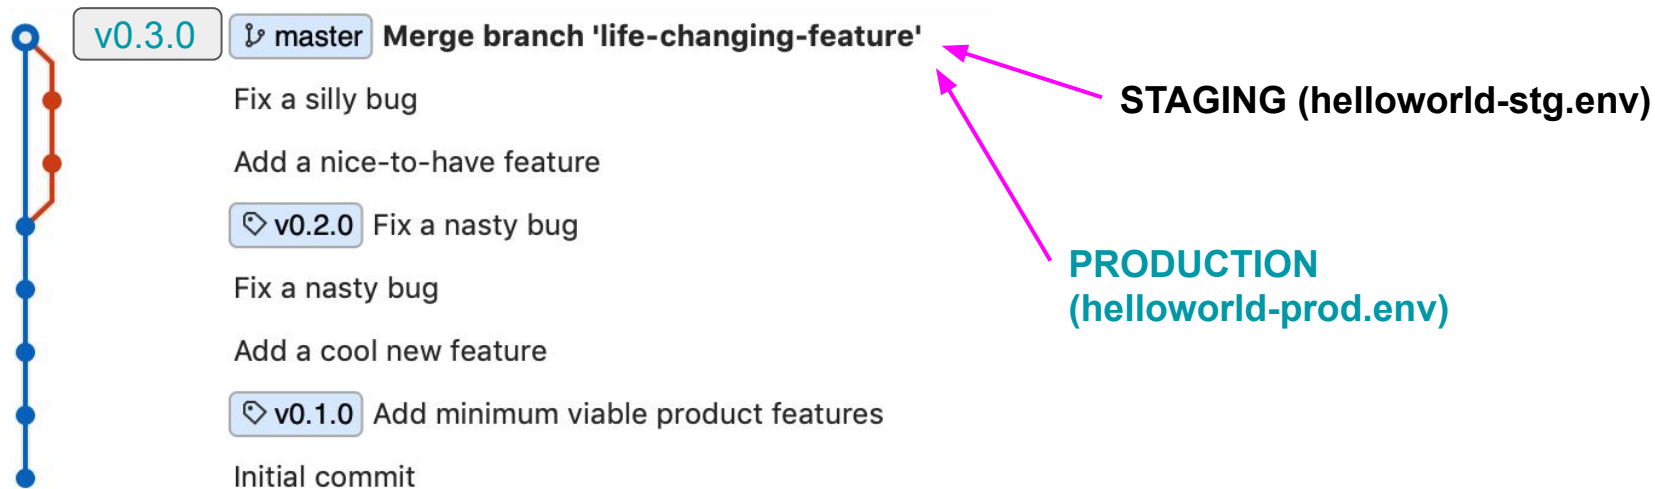 v0.3.0 master Merge branch 'life-changing-feature'
Fix a silly bug
STAGING (helloworld-stg.env)
Add a nice-to-have feature
v0.2.0 Fix a nasty bug
PRODUCTION
(helloworld-prod.env)
Fix a nasty bug
Add a cool new feature
v0.1.0 Add minimum viable product features
Initial commit